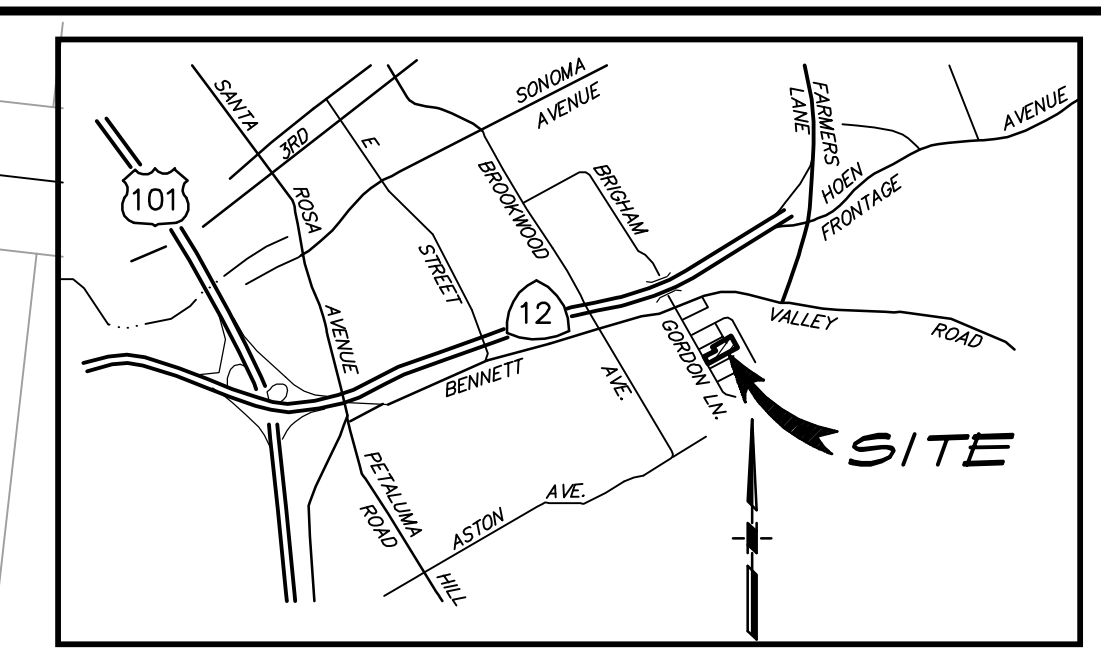 SANTA
ROSA
AVENUE
3RD
E
STREET
SONOMA
AVENUE
BROOKWOOD
AVE.
BRIGHAM
FARMERS
LANE
HOEN
FRONTAGE
AVENUE
101
12
BENNETT
VALLEY
ROAD
GORDON LN.
SITE
PETALUMA
HILL
ROAD
ASTON
AVE.